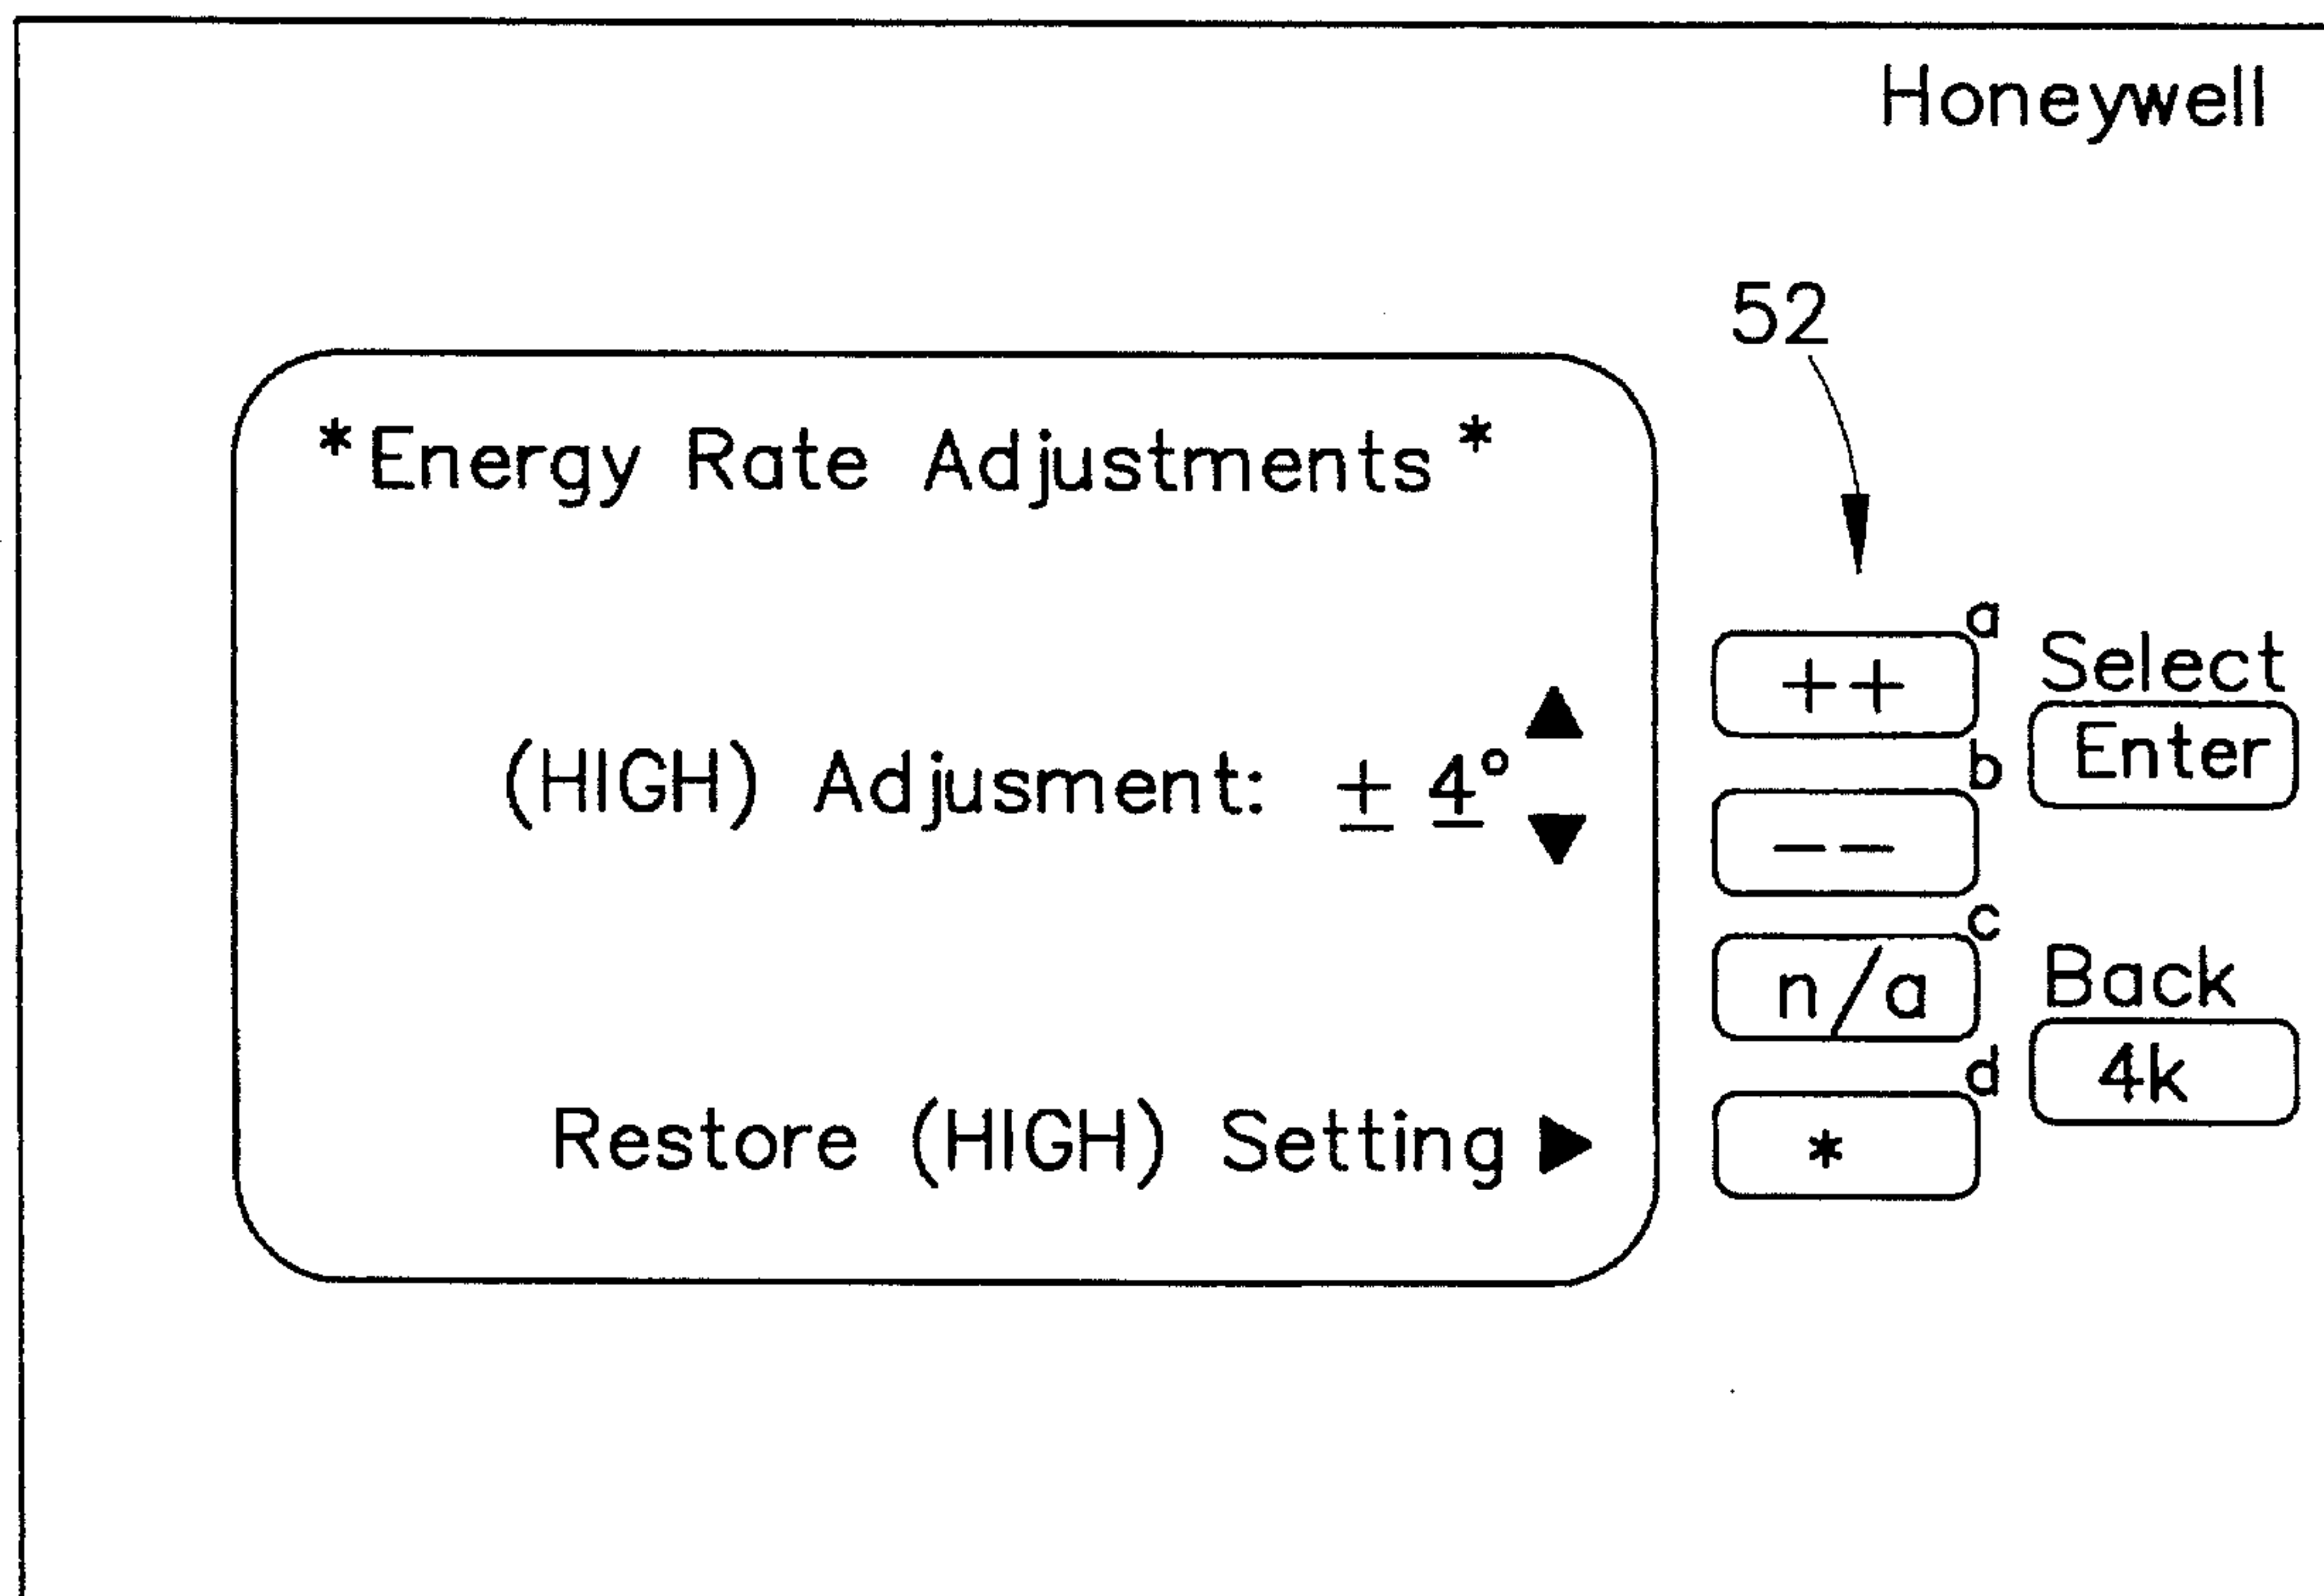 Honeywell
52
*Energy Rate Adjustments*
a
++
Select
Enter
(HIGH) Adjusment: ± 4°
b
--
c
n/a
Back
4k
d
Restore (HIGH) Setting
*